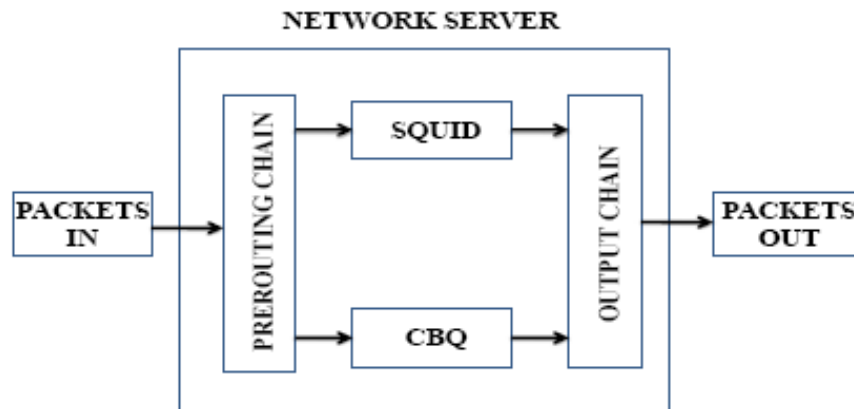 NETWORK SERVER
PACKETS
IN
PREROUTING CHAIN
SQUID
CBQ
OUTPUT CHAIN
PACKETS
OUT